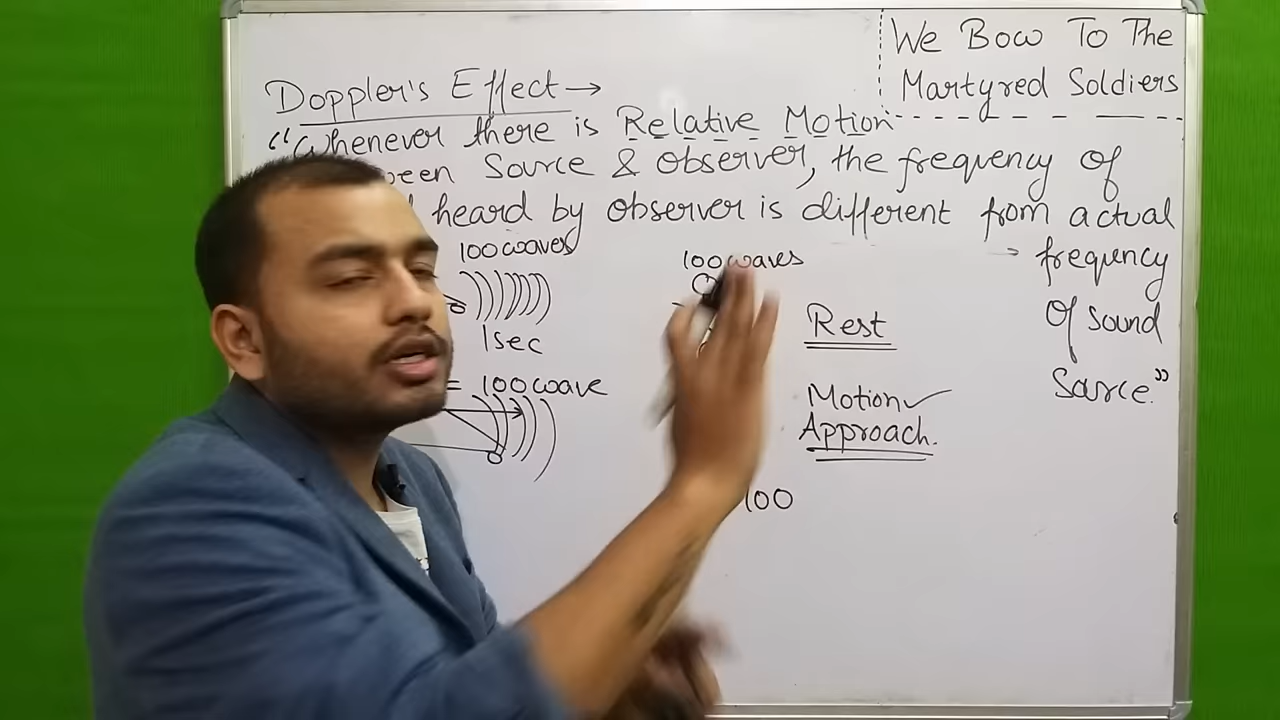 We Bow To The
Martyred Soldiers
Doppler's Effect →
"Whenever there is Relative Motion
Source & Observer, the frequency of
heard by observer is different from actual
frequency
of sound
Source."
100 waves
1sec
100 waves
Rest
= 100 wave
Motion ✓
Approach.
100